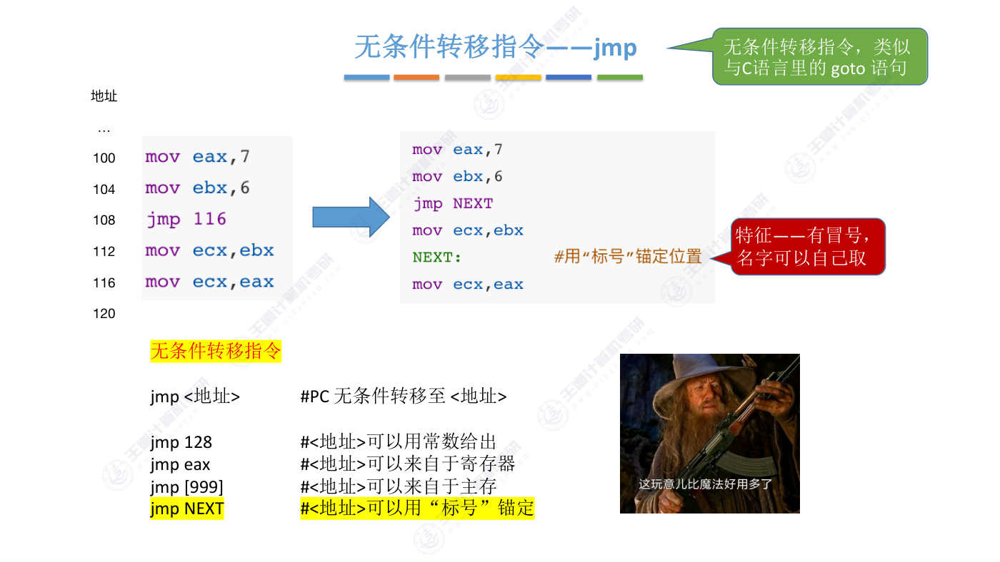 无条件转移指令——jmp
无条件转移指令，类似
与C语言里的 goto 语句
地址
…
100
104
108
112
116
120
mov eax,7
mov ebx,6
jmp 116
mov ecx,ebx
mov ecx,eax
mov eax,7
mov ebx,6
jmp NEXT
mov ecx,ebx
NEXT: #用“标号”锚定位置
mov ecx,eax
特征——有冒号，
名字可以自己取
无条件转移指令
jmp <地址> #PC 无条件转移至 <地址>
jmp 128 #<地址>可以用常数给出
jmp eax #<地址>可以来自于寄存器
jmp [999] #<地址>可以来自于主存
jmp NEXT #<地址>可以用“标号”锚定
这玩意儿比魔法好用多了
王道计算机考研